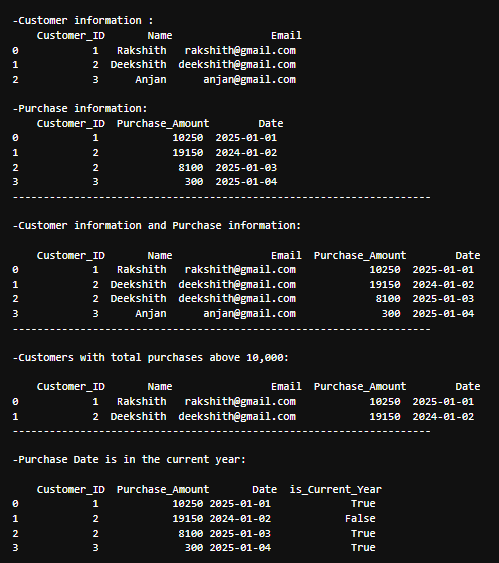 -Customer information :
Customer_ID Name Email
0 1 Rakshith rakshith@gmail.com
1 2 Deekshith deekshith@gmail.com
2 3 Anjan anjan@gmail.com
-Purchase information:
Customer_ID Purchase_Amount Date
0 1 10250 2025-01-01
1 2 19150 2024-01-02
2 2 8100 2025-01-03
3 3 300 2025-01-04
--------------------------------------------------------------------
-Customer information and Purchase information:
Customer_ID Name Email Purchase_Amount Date
0 1 Rakshith rakshith@gmail.com 10250 2025-01-01
1 2 Deekshith deekshith@gmail.com 19150 2024-01-02
2 2 Deekshith deekshith@gmail.com 8100 2025-01-03
3 3 Anjan anjan@gmail.com 300 2025-01-04
--------------------------------------------------------------------
-Customers with total purchases above 10,000:
Customer_ID Name Email Purchase_Amount Date
0 1 Rakshith rakshith@gmail.com 10250 2025-01-01
1 2 Deekshith deekshith@gmail.com 19150 2024-01-02
--------------------------------------------------------------------
-Purchase Date is in the current year:
Customer_ID Purchase_Amount Date is_Current_Year
0 1 10250 2025-01-01 True
1 2 19150 2024-01-02 False
2 2 8100 2025-01-03 True
3 3 300 2025-01-04 True